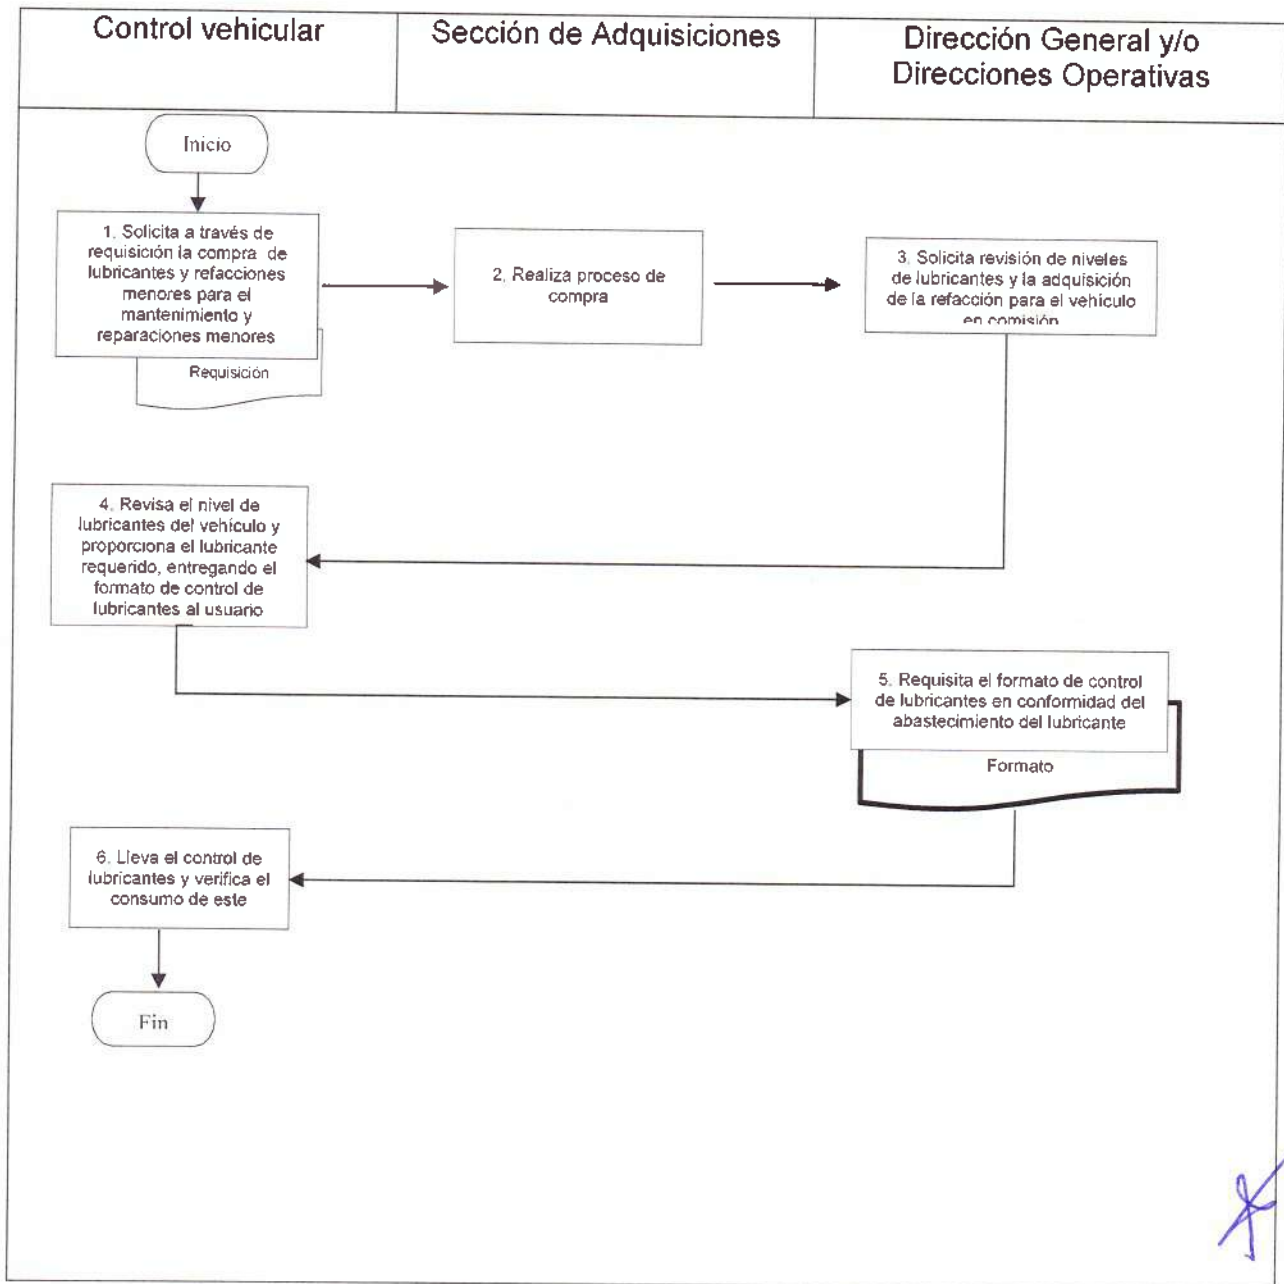 Control vehicular
Sección de Adquisiciones
Dirección General y/o
Direcciones Operativas
Inicio
1. Solicita a través de
requisición la compra de
lubricantes y refacciones
menores para el
mantenimiento y
reparaciones menores
Requisición
2. Realiza proceso de
compra
3. Solicita revisión de niveles
de lubricantes y la adquisición
de la refacción para el vehículo
en comisión
4. Revisa el nivel de
lubricantes del vehículo y
proporciona el lubricante
requerido, entregando el
formato de control de
lubricantes al usuario
5. Requisita el formato de control
de lubricantes en conformidad del
abastecimiento del lubricante
Formato
6. Lleva el control de
lubricantes y verifica el
consumo de este
Fin